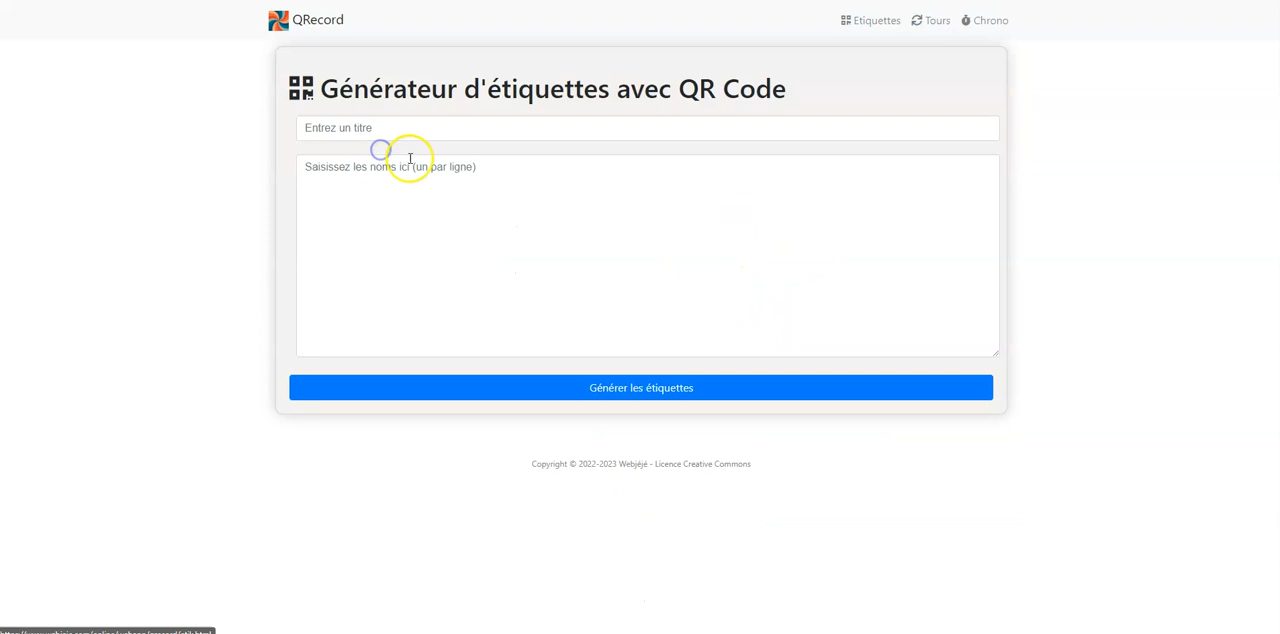 QRecord
Etiquettes Tours Chrono
Générateur d'étiquettes avec QR Code
Entrez un titre
Saisissez les noms ici (un par ligne)
Générer les étiquettes
Copyright © 2022-2023 Webjéjé - Licence Creative Commons